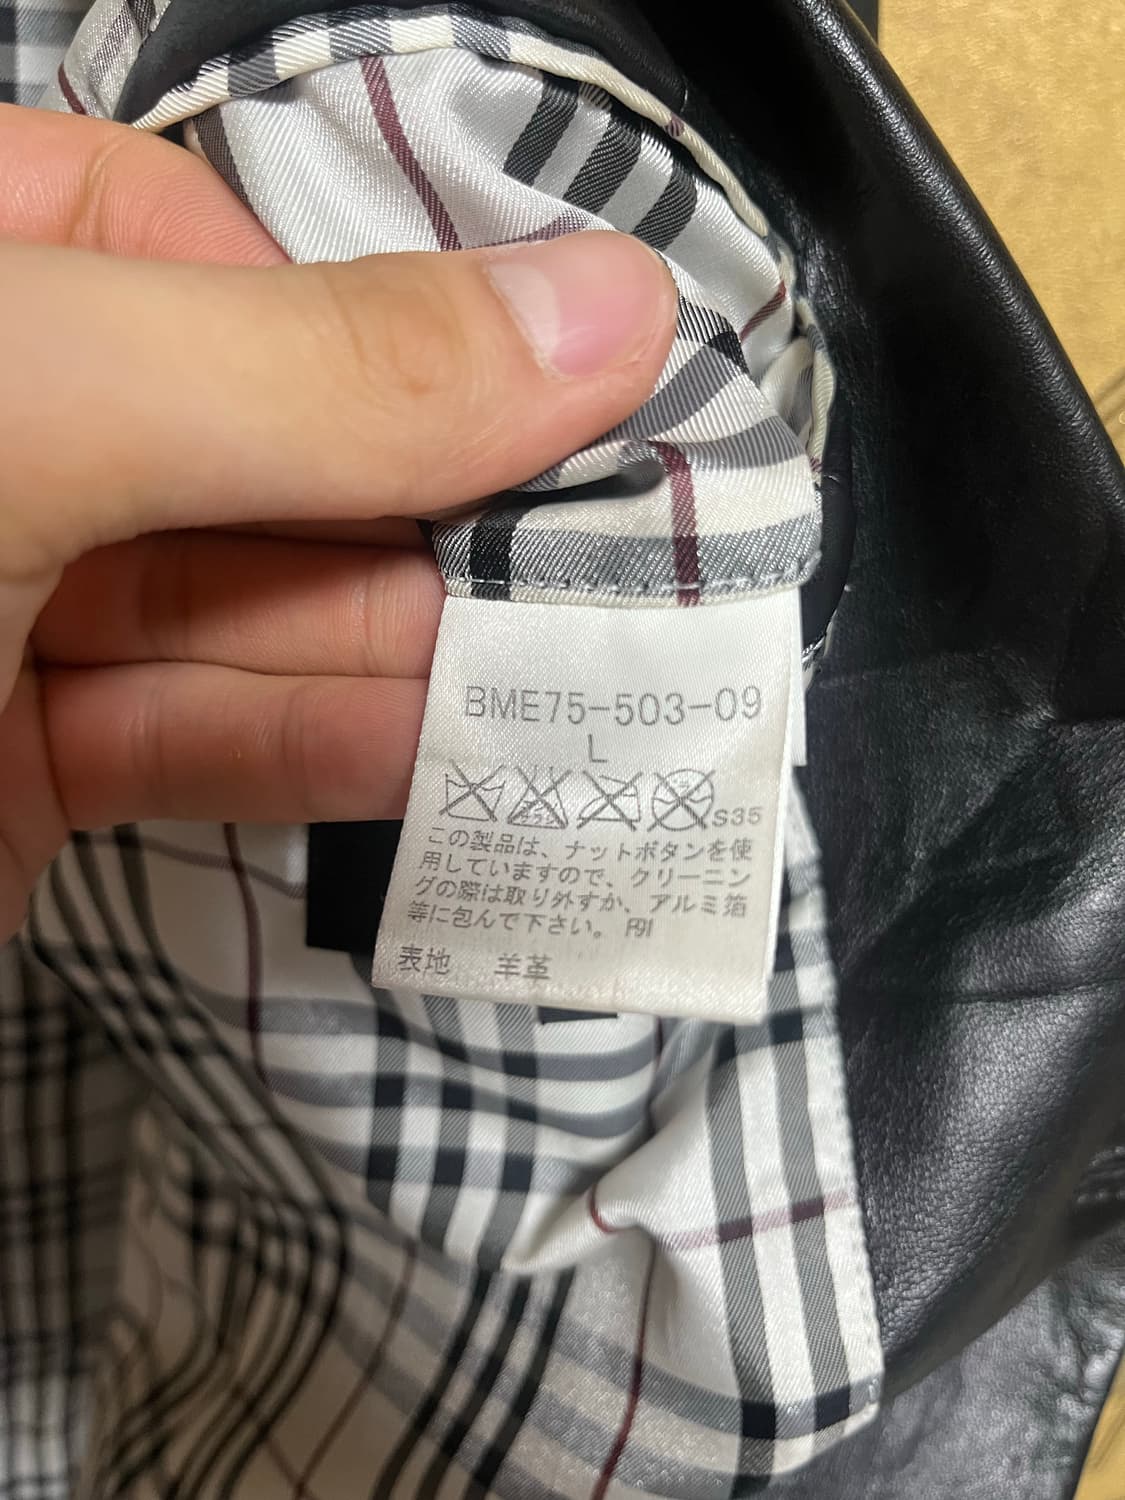 BME75-503-09
L
S35
この製品は、ナットボタンを使
用していますので、クリーニン
グの際は取り外すか、アルミ箔
等に包んで下さい。 F91
表地 羊革